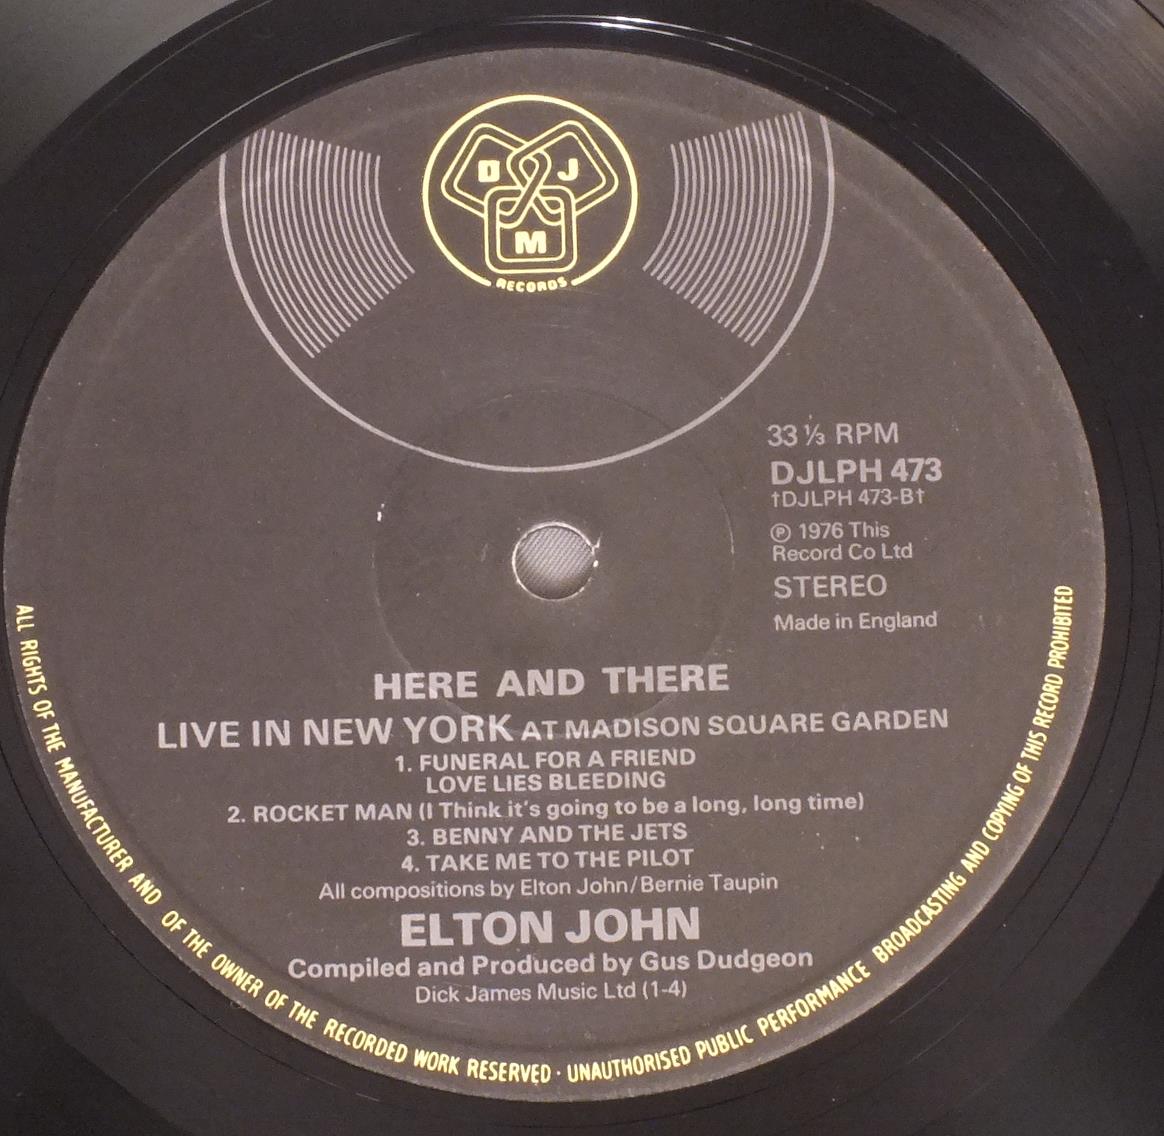 D J
M
RECORDS
33 ⅓ RPM
DJLPH 473
†DJLPH 473-B†
℗ 1976 This
Record Co Ltd
STEREO
Made in England
HERE AND THERE
LIVE IN NEW YORK AT MADISON SQUARE GARDEN
1. FUNERAL FOR A FRIEND
LOVE LIES BLEEDING
2. ROCKET MAN (I Think it's going to be a long, long time)
3. BENNY AND THE JETS
4. TAKE ME TO THE PILOT
All compositions by Elton John/Bernie Taupin
ELTON JOHN
Compiled and Produced by Gus Dudgeon
Dick James Music Ltd (1-4)
ALL RIGHTS OF THE MANUFACTURER AND OF THE OWNER OF THE RECORDED WORK RESERVED · UNAUTHORISED PUBLIC PERFORMANCE BROADCASTING AND COPYING OF THIS RECORD PROHIBITED